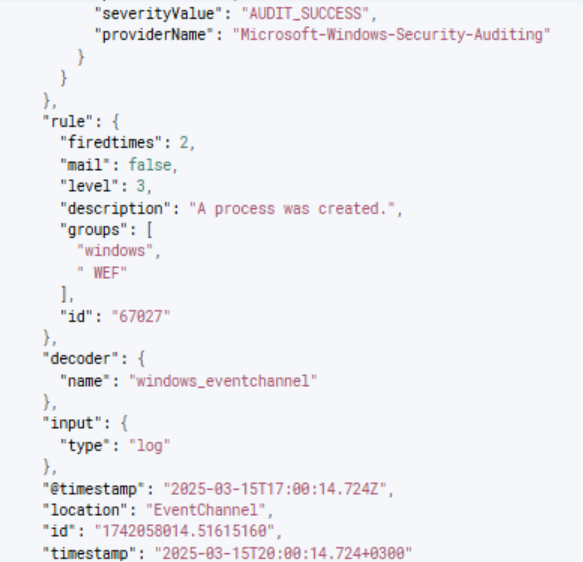 "severityValue": "AUDIT_SUCCESS",
"providerName": "Microsoft-Windows-Security-Auditing"
}
}
},
"rule": {
"firedtimes": 2,
"mail": false,
"level": 3,
"description": "A process was created.",
"groups": [
"windows",
" WEF"
],
"id": "67027"
},
"decoder": {
"name": "windows_eventchannel"
},
"input": {
"type": "log"
},
"@timestamp": "2025-03-15T17:00:14.724Z",
"location": "EventChannel",
"id": "1742058014.51615160",
"timestamp": "2025-03-15T20:00:14.724+0300"